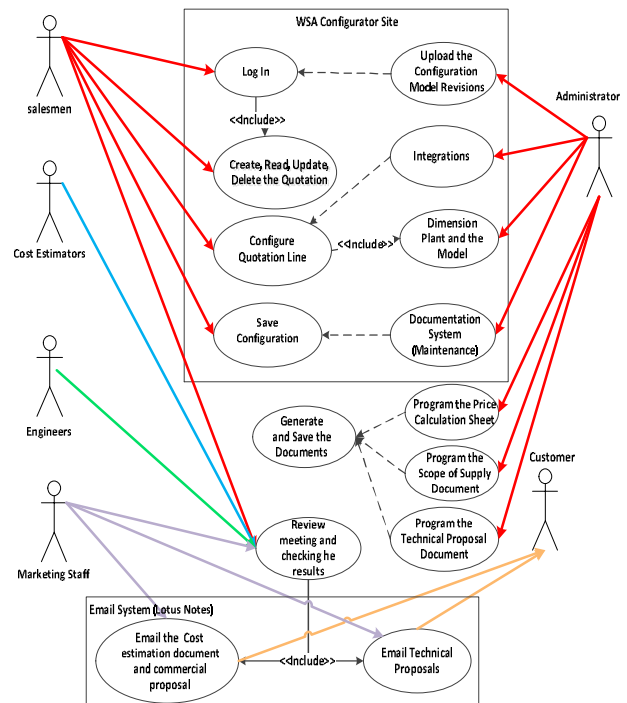 WSA Configurator Site
salesmen
Log In
Upload the
Configuration
Model Revisions
Administrator
<<Include>>
Create, Read, Update,
Delete the Quotation
Integrations
Cost Estimators
Configure
Quotation Line
<<Include>>
Dimension
Plant and the
Model
Save
Configuration
Documentation
System
(Maintenance)
Engineers
Generate
and Save the
Documents
Program the Price
Calculation Sheet
Program the
Scope of Supply
Document
Customer
Marketing Staff
Review
meeting and
checking he
results
Program the
Technical Proposal
Document
Email System (Lotus Notes)
Email the Cost
estimation document
and commercial
proposal
<<Include>>
Email Technical
Proposals